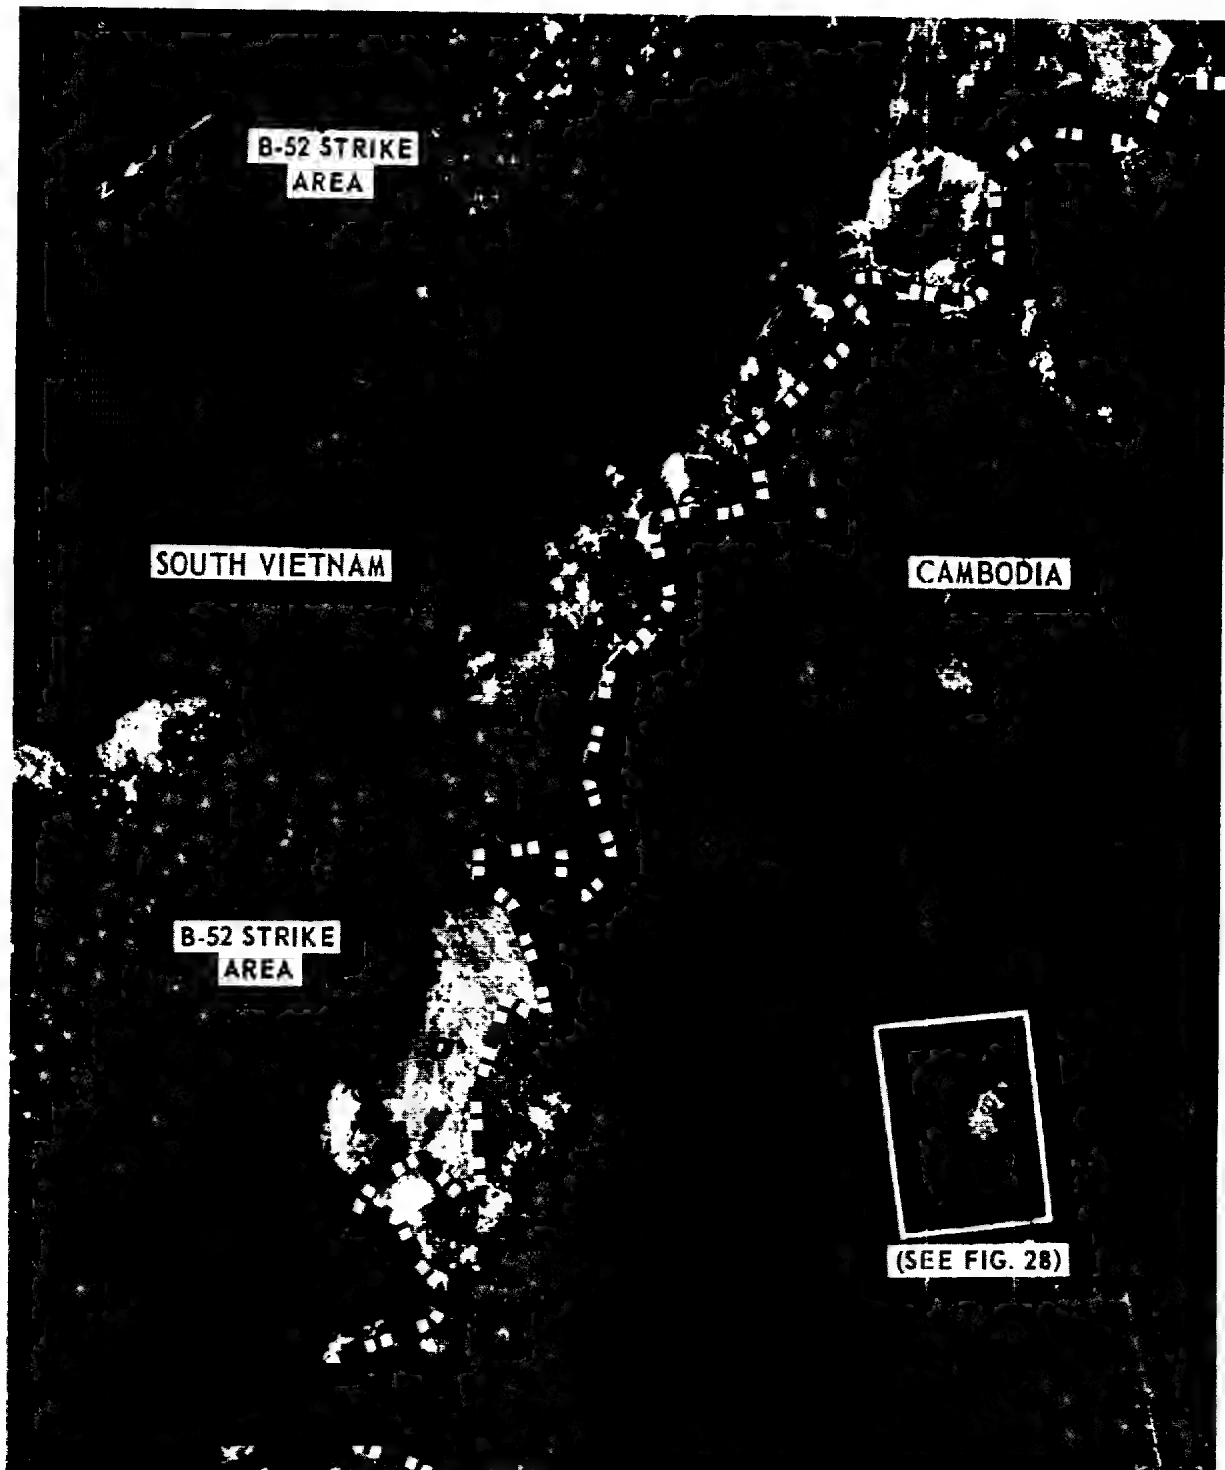 B-52 STRIKE
AREA
N
SOUTH VIETNAM
CAMBODIA
B-52 STRIKE
AREA
(SEE FIG. 28)